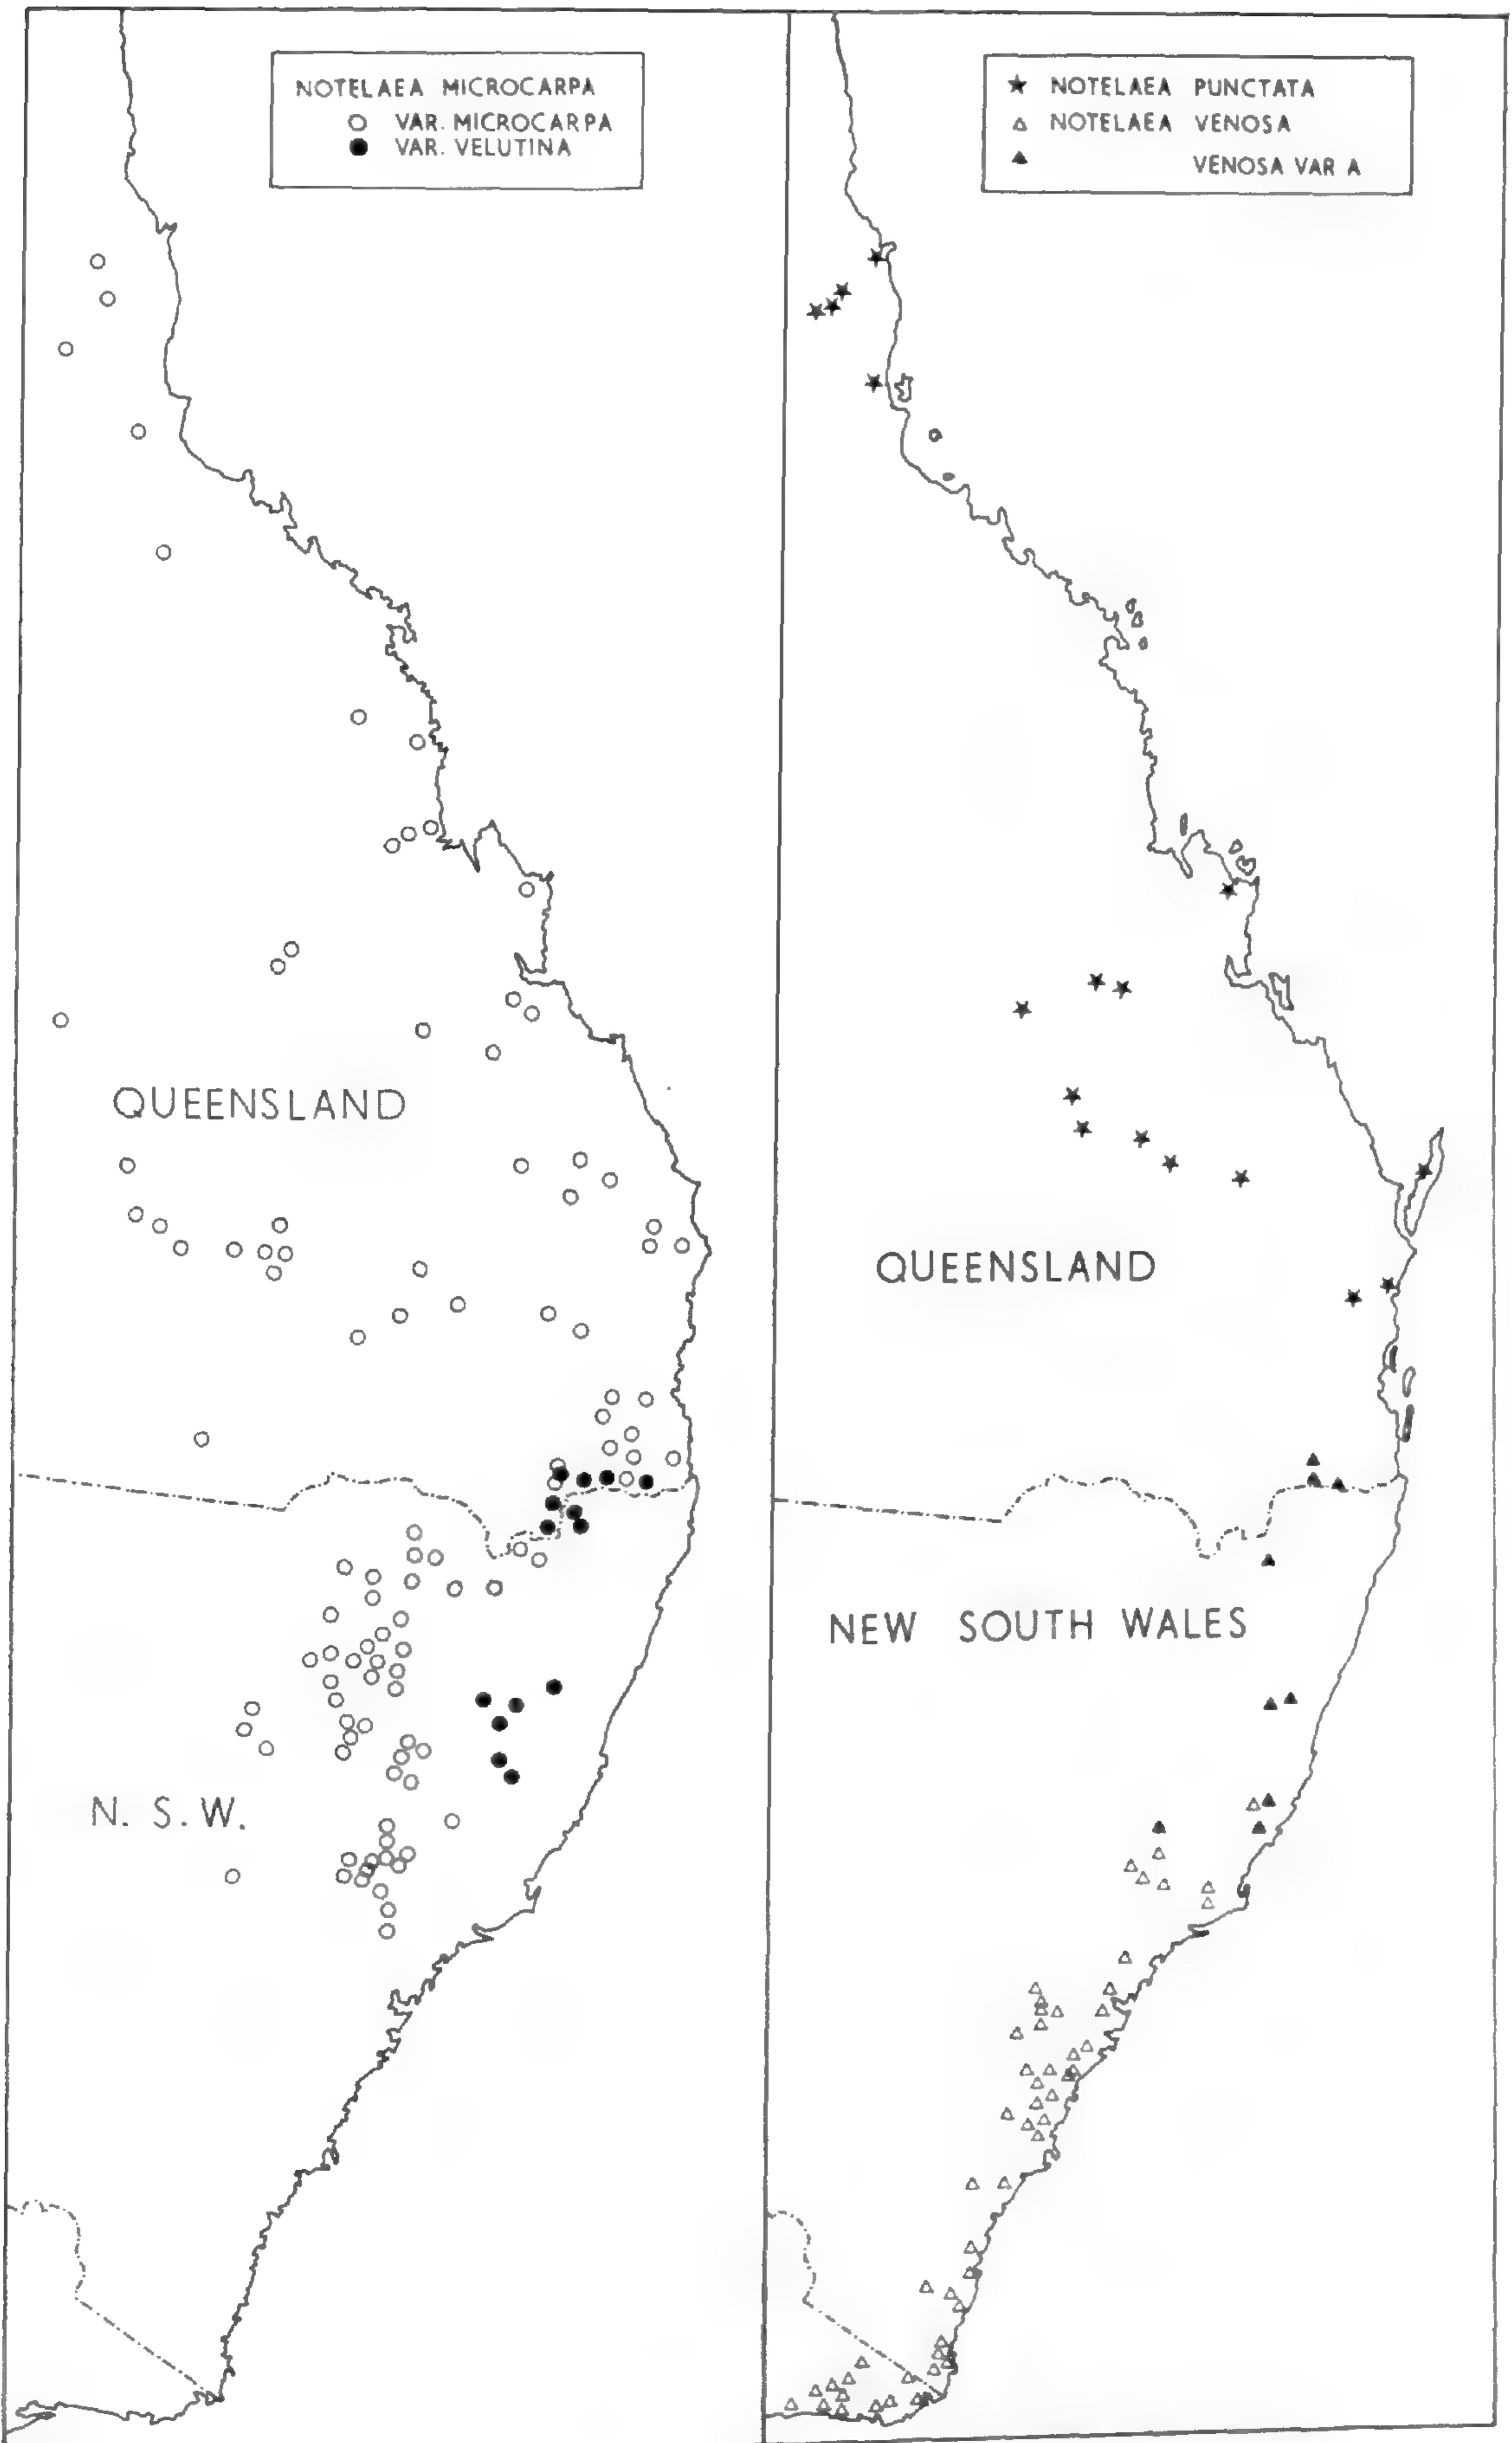 NOTELAEA MICROCARPA
VAR. MICROCARPA
VAR. VELUTINA
QUEENSLAND
N. S. W.
NOTELAEA PUNCTATA
NOTELAEA VENOSA
VENOSA VAR A
QUEENSLAND
NEW SOUTH WALES